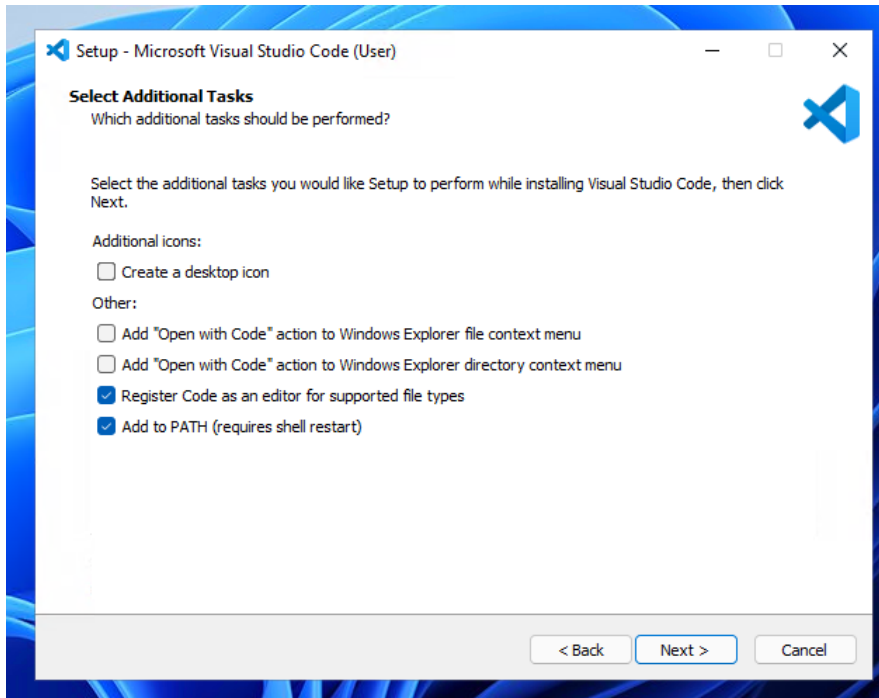 Setup - Microsoft Visual Studio Code (User)
Select Additional Tasks
Which additional tasks should be performed?
Select the additional tasks you would like Setup to perform while installing Visual Studio Code, then click
Next.
Additional icons:
Create a desktop icon
Other:
Add "Open with Code" action to Windows Explorer file context menu
Add "Open with Code" action to Windows Explorer directory context menu
Register Code as an editor for supported file types
Add to PATH (requires shell restart)
< Back Next > Cancel